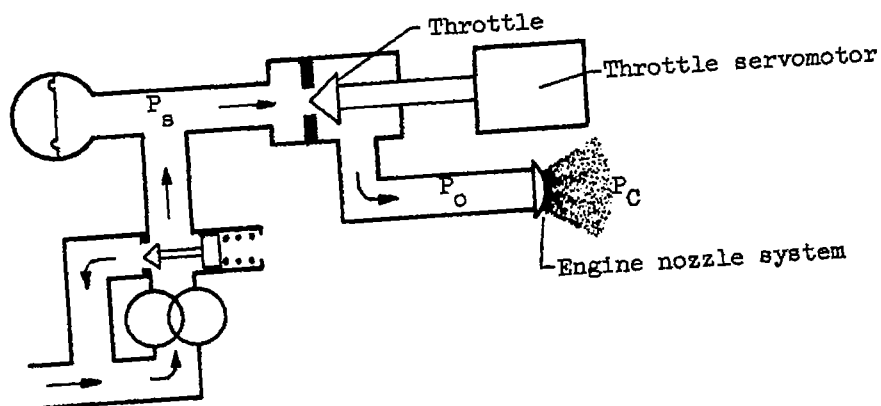 Throttle
Throttle servomotor
Ps
Po
PC
Engine nozzle system